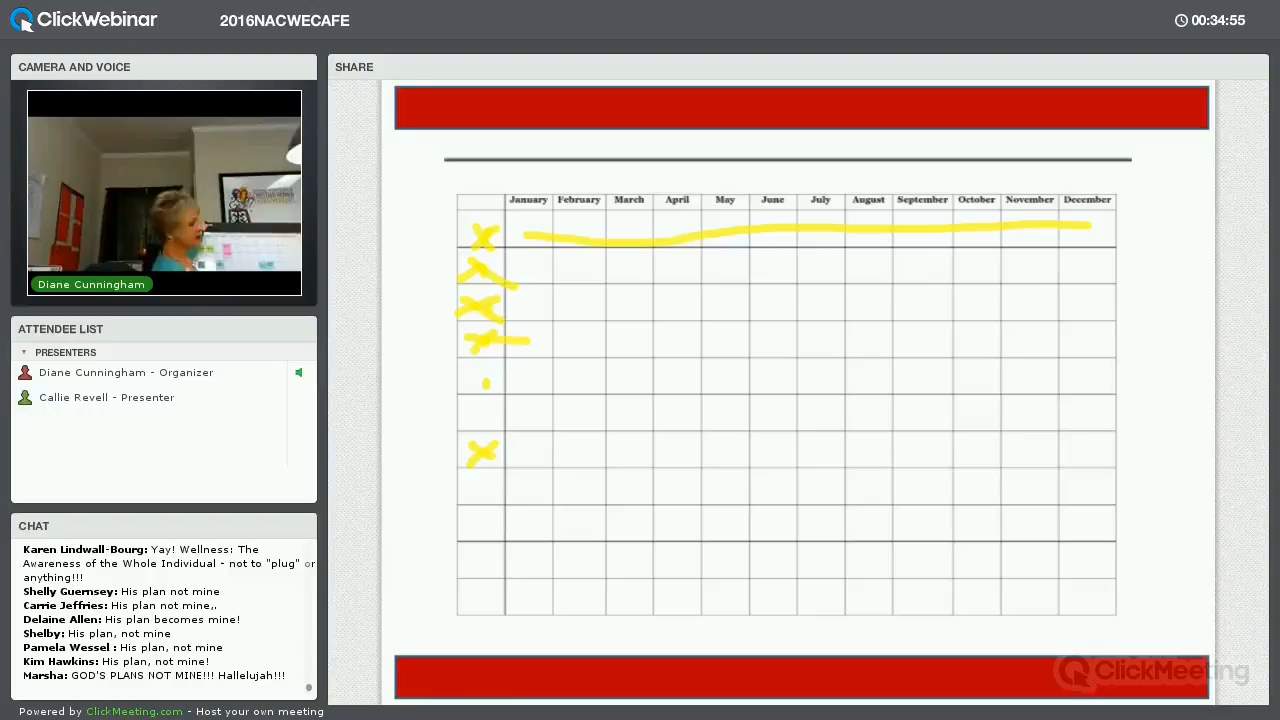 ClickWebinar
2016NACWECAFE
00:34:55
CAMERA AND VOICE
Diane Cunningham
ATTENDEE LIST
PRESENTERS
Diane Cunningham - Organizer
Callie Revell - Presenter
CHAT
Karen Lindwall-Bourg: Yay! Wellness: The
Awareness of the Whole Individual - not to "plug" or
anything!!!
Shelly Guernsey: His plan not mine
Carrie Jeffries: His plan not mine,.
Delaine Allen: His plan becomes mine!
Shelby: His plan, not mine
Pamela Wessel : His plan, not mine
Kim Hawkins: His plan, not mine!
Marsha: GOD'S PLANS NOT MINE!!! Hallelujah!!!
Powered by ClickMeeting.com - Host your own meeting
SHARE
January February March April May June July August September October November December
ClickMeeting